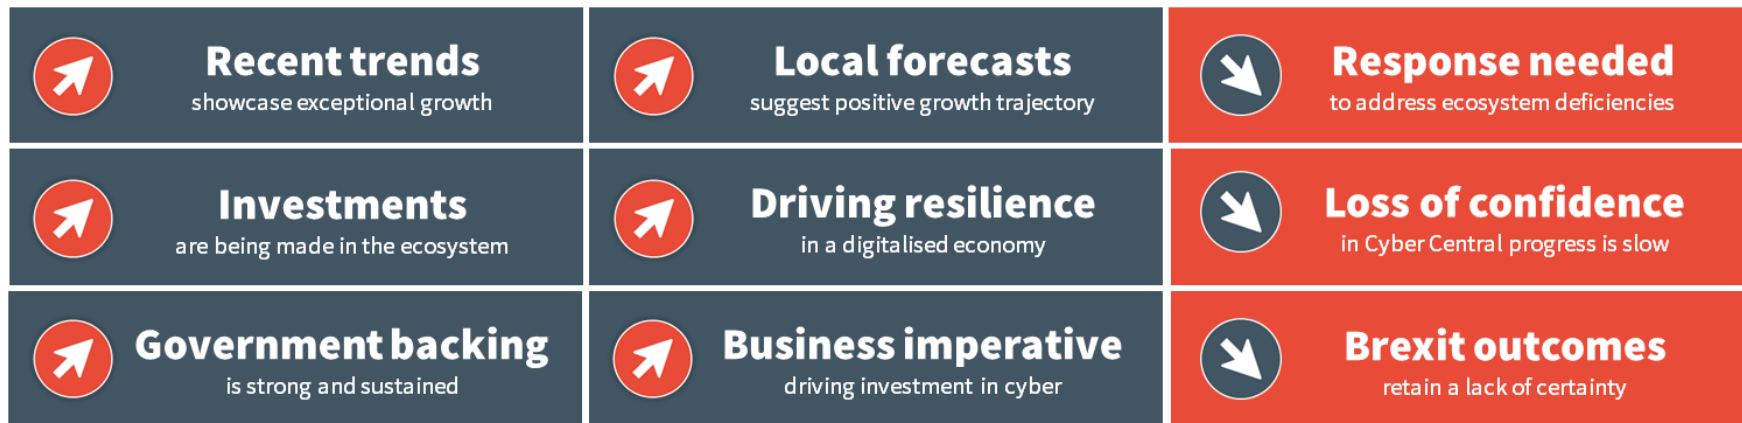 Recent trends
showcase exceptional growth
Local forecasts
suggest positive growth trajectory
Response needed
to address ecosystem deficiencies
Investments
are being made in the ecosystem
Driving resilience
in a digitalised economy
Loss of confidence
in Cyber Central progress is slow
Government backing
is strong and sustained
Business imperative
driving investment in cyber
Brexit outcomes
retain a lack of certainty